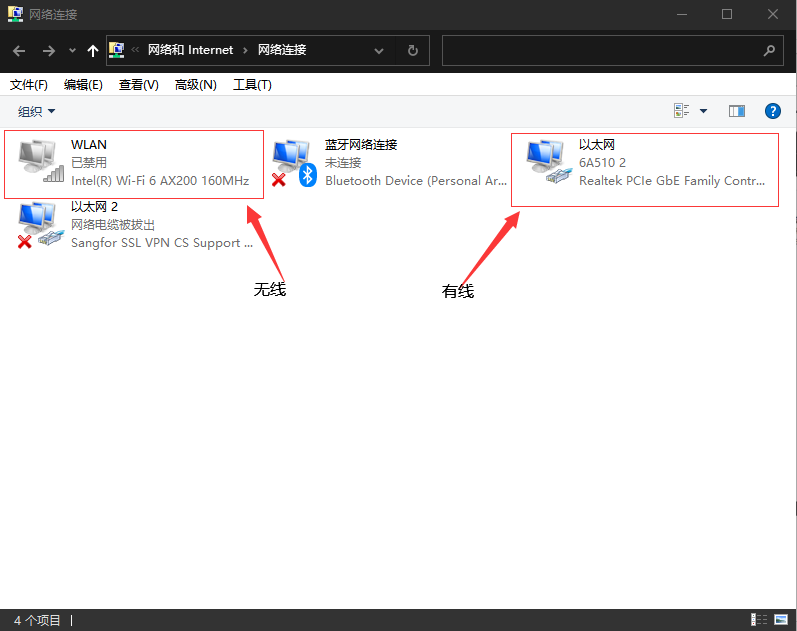 网络连接
网络和 Internet
网络连接
文件(F) 编辑(E) 查看(V) 高级(N) 工具(T)
组织
WLAN
已禁用
Intel(R) Wi-Fi 6 AX200 160MHz
蓝牙网络连接
未连接
Bluetooth Device (Personal Ar...
以太网
6A510 2
Realtek PCIe GbE Family Contr...
以太网 2
网络电缆被拔出
Sangfor SSL VPN CS Support ...
无线
有线
4 个项目